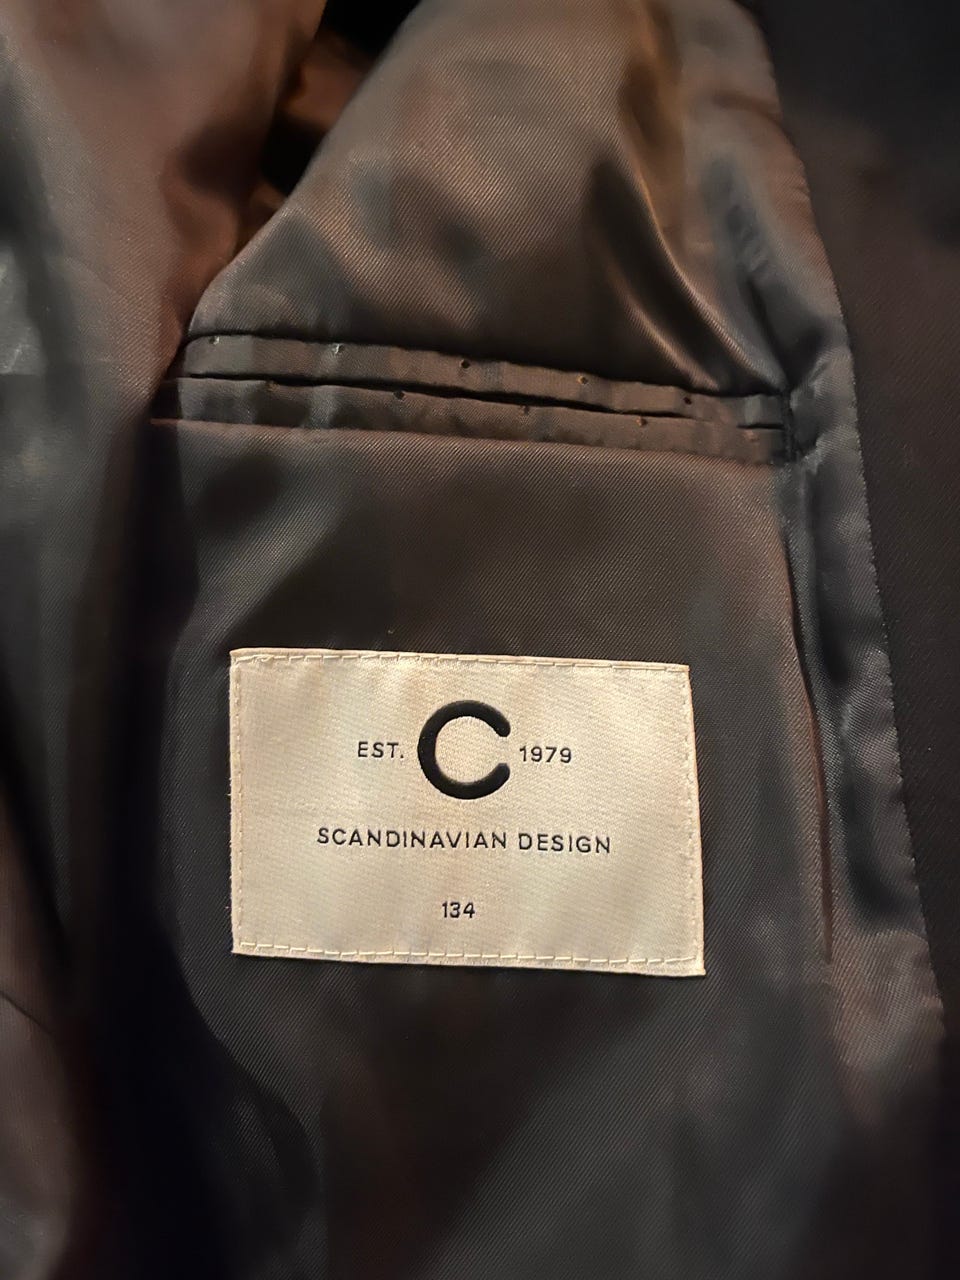 EST. C 1979
SCANDINAVIAN DESIGN
134